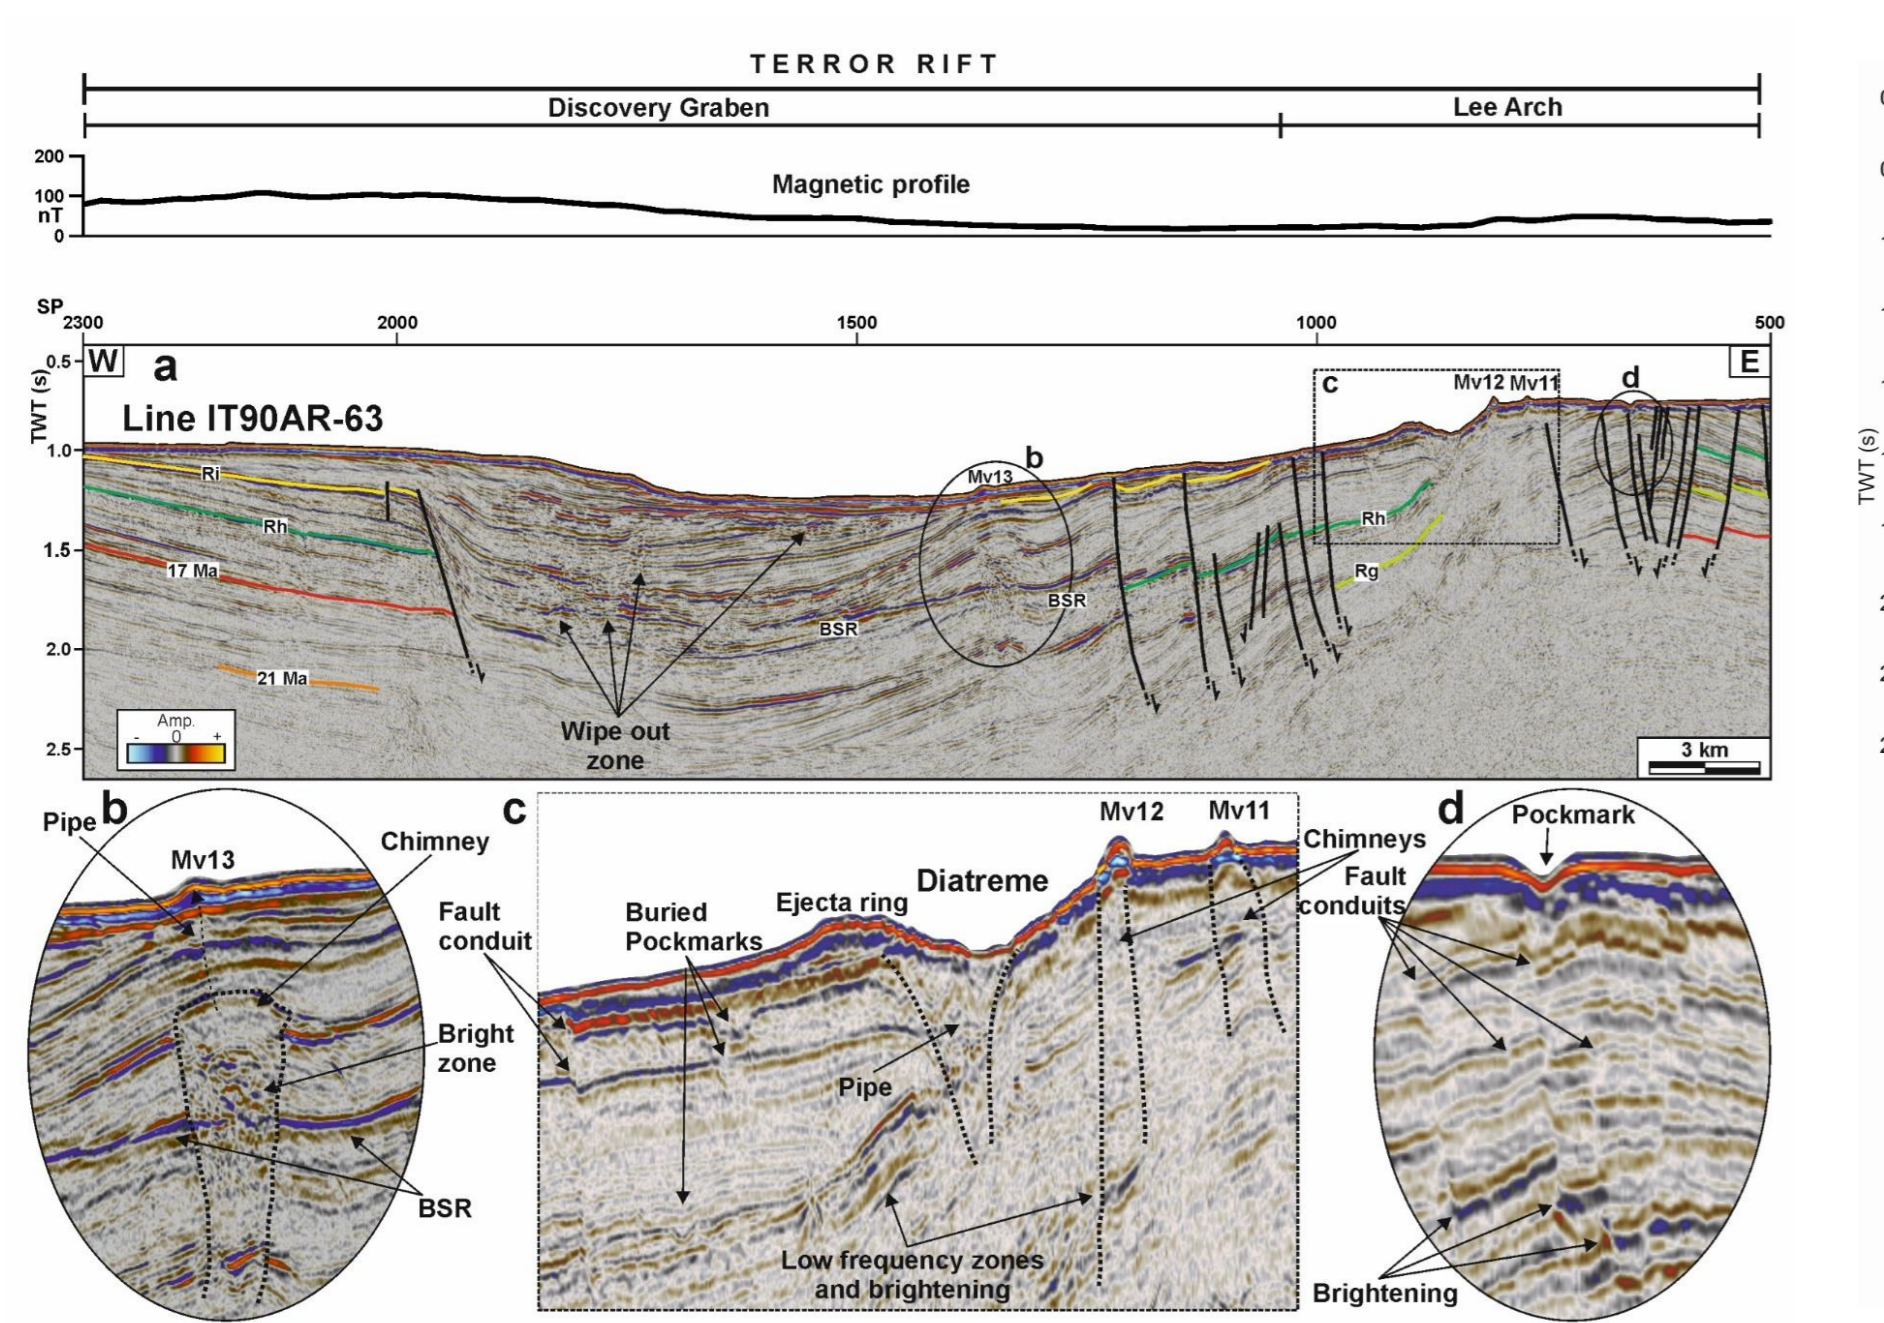 TERROR RIFT
Discovery Graben
Lee Arch
200
100
nT
0
Magnetic profile
SP
2300
2000
1500
1000
500
TWT (s)
0.5
1.0
1.5
2.0
2.5
W
a
E
Line IT90AR-63
c
Mv12 Mv11
d
b
Mv13
Ri
Rh
17 Ma
21 Ma
BSR
BSR
Rh
Rg
Wipe out
zone
Amp.
- 0 +
3 km
b
Pipe
Mv13
Chimney
Bright
zone
BSR
c
Mv12
Mv11
Diatreme
Ejecta ring
Chimneys
Fault
conduit
Buried
Pockmarks
Pipe
Low frequency zones
and brightening
d
Pockmark
Fault
conduits
Brightening
TWT (s)